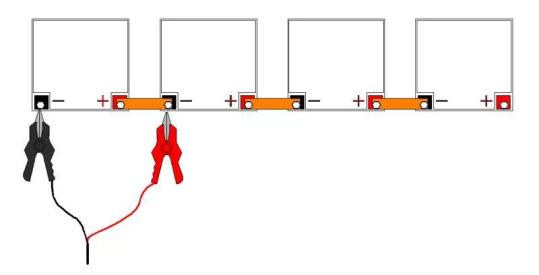 − + − + − + − +